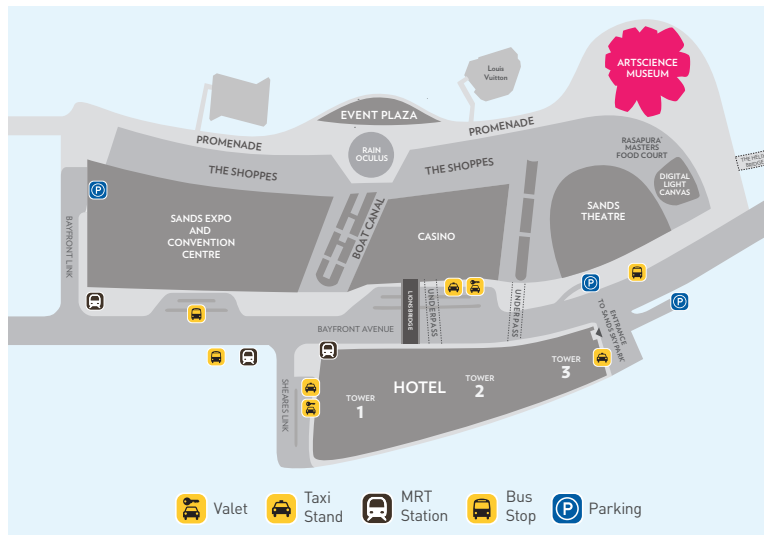 Louis
Vuitton
ARTSCIENCE
MUSEUM
EVENT PLAZA
PROMENADE
PROMENADE
RAIN
OCULUS
RASAPURA
MASTERS
FOOD COURT
THE SHOPPES
THE SHOPPES
DIGITAL
LIGHT
CANVAS
P
SANDS EXPO
AND
CONVENTION
CENTRE
BOAT CANAL
CASINO
SANDS
THEATRE
BAYFRONT LINK
LIONSBRIDGE
UNDERPASS
UNDERPASS
P
P
BAYFRONT AVENUE
ENTRANCE
TO SANDS SKYPARK
SHEARES LINK
HOTEL
TOWER
1
TOWER
2
TOWER
3
Valet
Taxi
Stand
MRT
Station
Bus
Stop
P
Parking